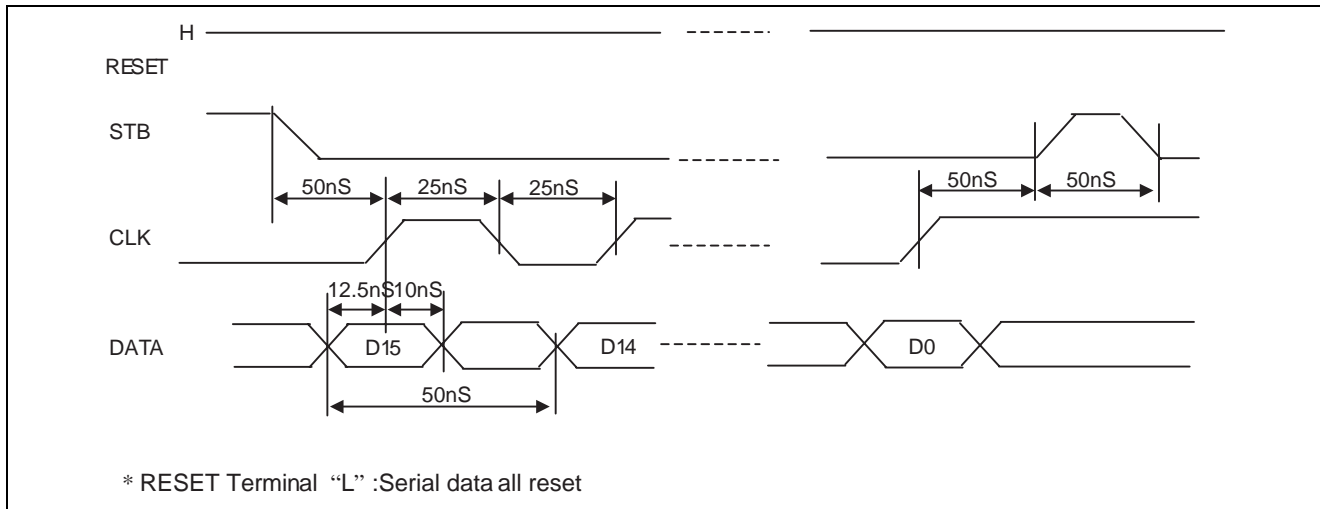 H
RESET
STB
50nS 25nS 25nS 50nS 50nS
CLK
12.5nS 10nS
DATA D15 D14 D0
50nS
* RESET Terminal “L” :Serial data all reset